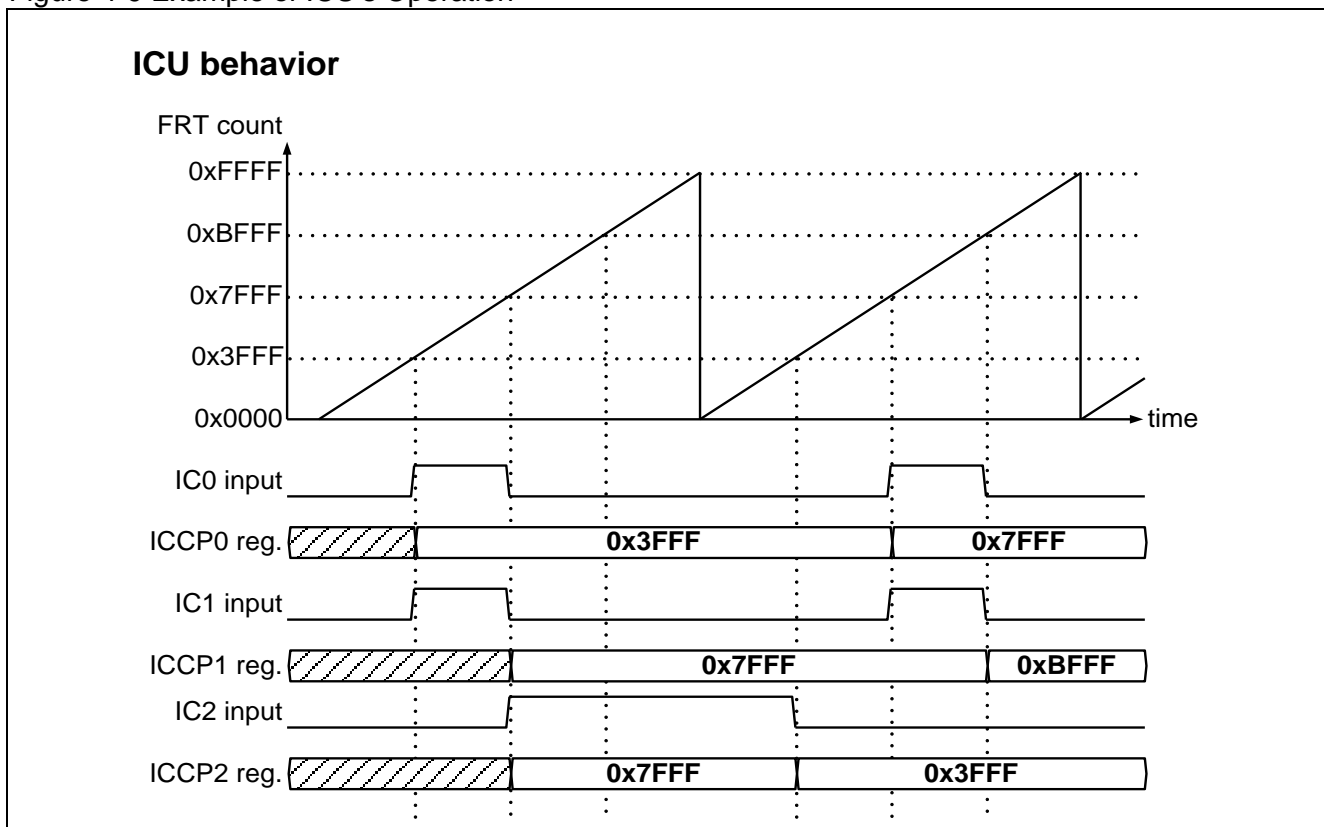 ICU behavior
FRT count
0xFFFF
0xBFFF
0x7FFF
0x3FFF
0x0000
time
IC0 input
ICCP0 reg. 0x3FFF 0x7FFF
IC1 input
ICCP1 reg. 0x7FFF 0xBFFF
IC2 input
ICCP2 reg. 0x7FFF 0x3FFF